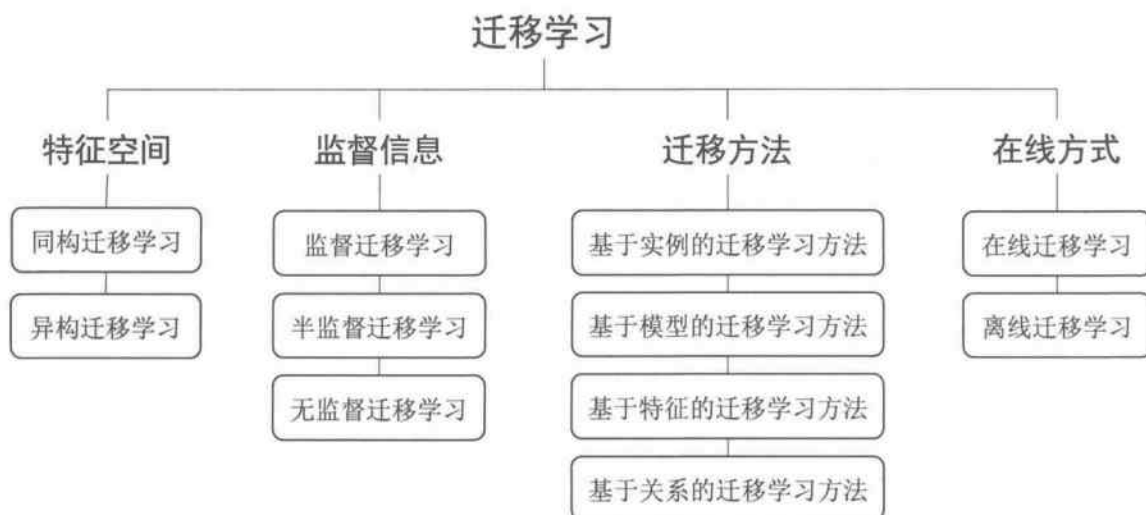 迁移学习
特征空间
监督信息
迁移方法
在线方式
同构迁移学习
监督迁移学习
基于实例的迁移学习方法
在线迁移学习
异构迁移学习
半监督迁移学习
基于模型的迁移学习方法
离线迁移学习
无监督迁移学习
基于特征的迁移学习方法
基于关系的迁移学习方法